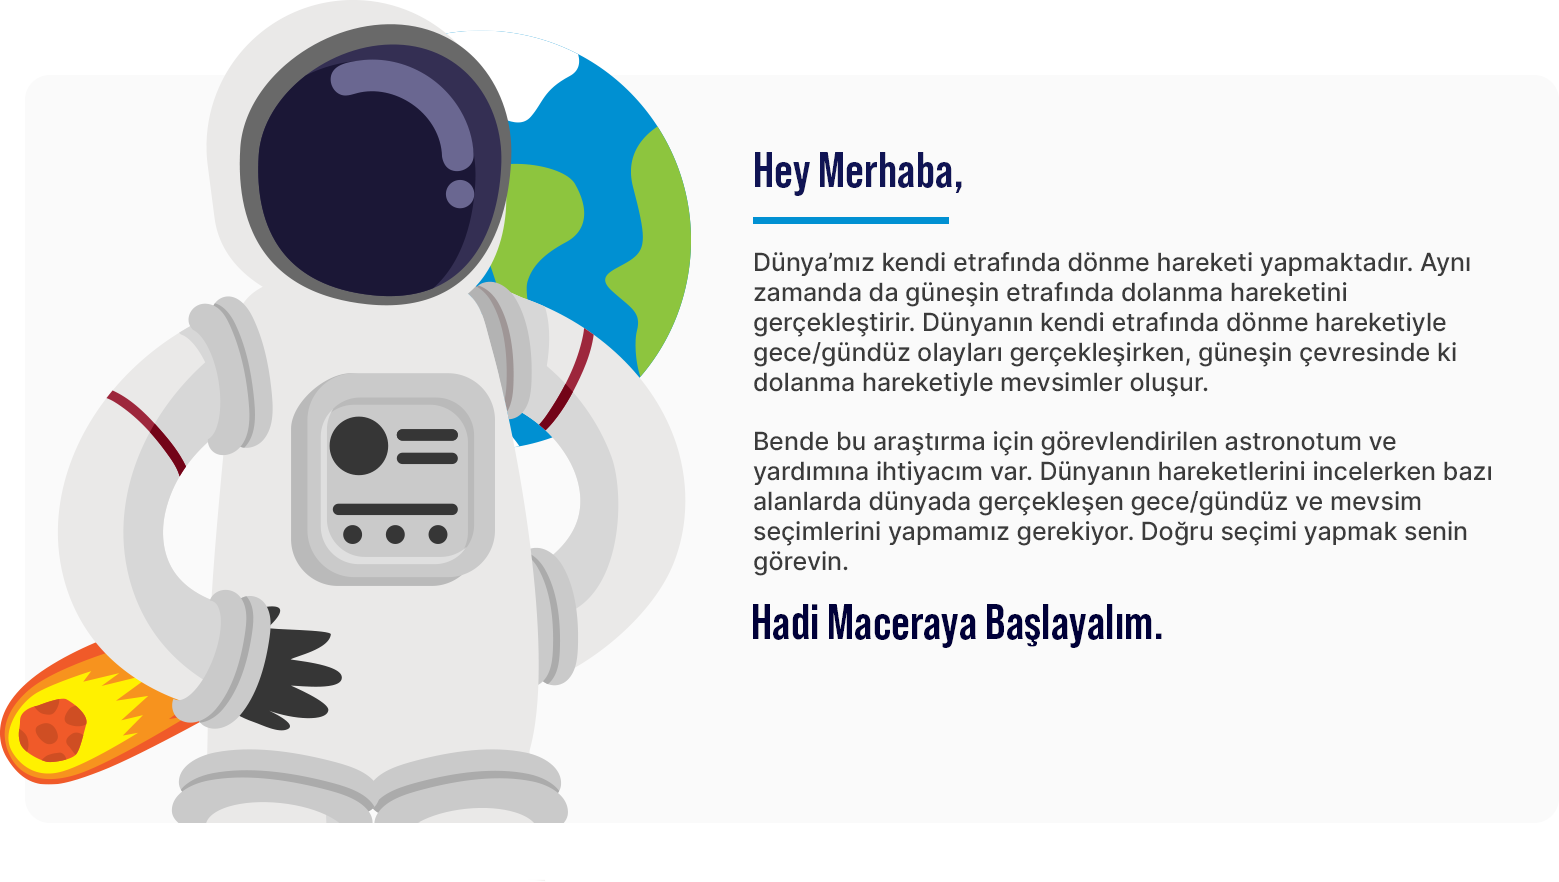 Hey Merhaba,
Dünya’mız kendi etrafında dönme hareketi yapmaktadır. Aynı
zamanda da güneşin etrafında dolanma hareketini
gerçekleştirir. Dünyanın kendi etrafında dönme hareketiyle
gece/gündüz olayları gerçekleşirken, güneşin çevresinde ki
dolanma hareketiyle mevsimler oluşur.
Bende bu araştırma için görevlendirilen astronotum ve
yardımına ihtiyacım var. Dünyanın hareketlerini incelerken bazı
alanlarda dünyada gerçekleşen gece/gündüz ve mevsim
seçimlerini yapmamız gerekiyor. Doğru seçimi yapmak senin
görevin.
Hadi Maceraya Başlayalım.